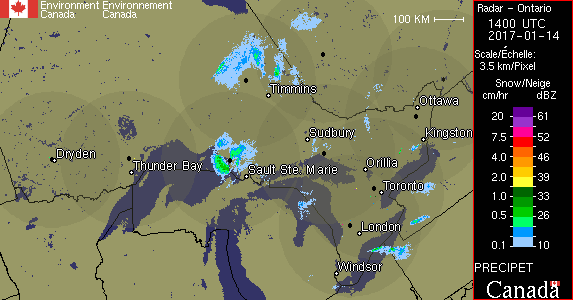 Environment Environnement
Canada Canada
100 KM
Timmins
Ottawa
Sudbury
Kingston
Dryden
Thunder Bay
Sault Ste. Marie
Orillia
Toronto
London
Windsor
Radar - Ontario
1400 UTC
2017-01-14
Scale/Échelle:
3.5 km/Pixel
Snow/Neige
cm/hr dBZ
20 61
7.5 52
4.0 46
2.0 39
1.0 33
0.5 26
0.1 10
PRECIPET
Canada